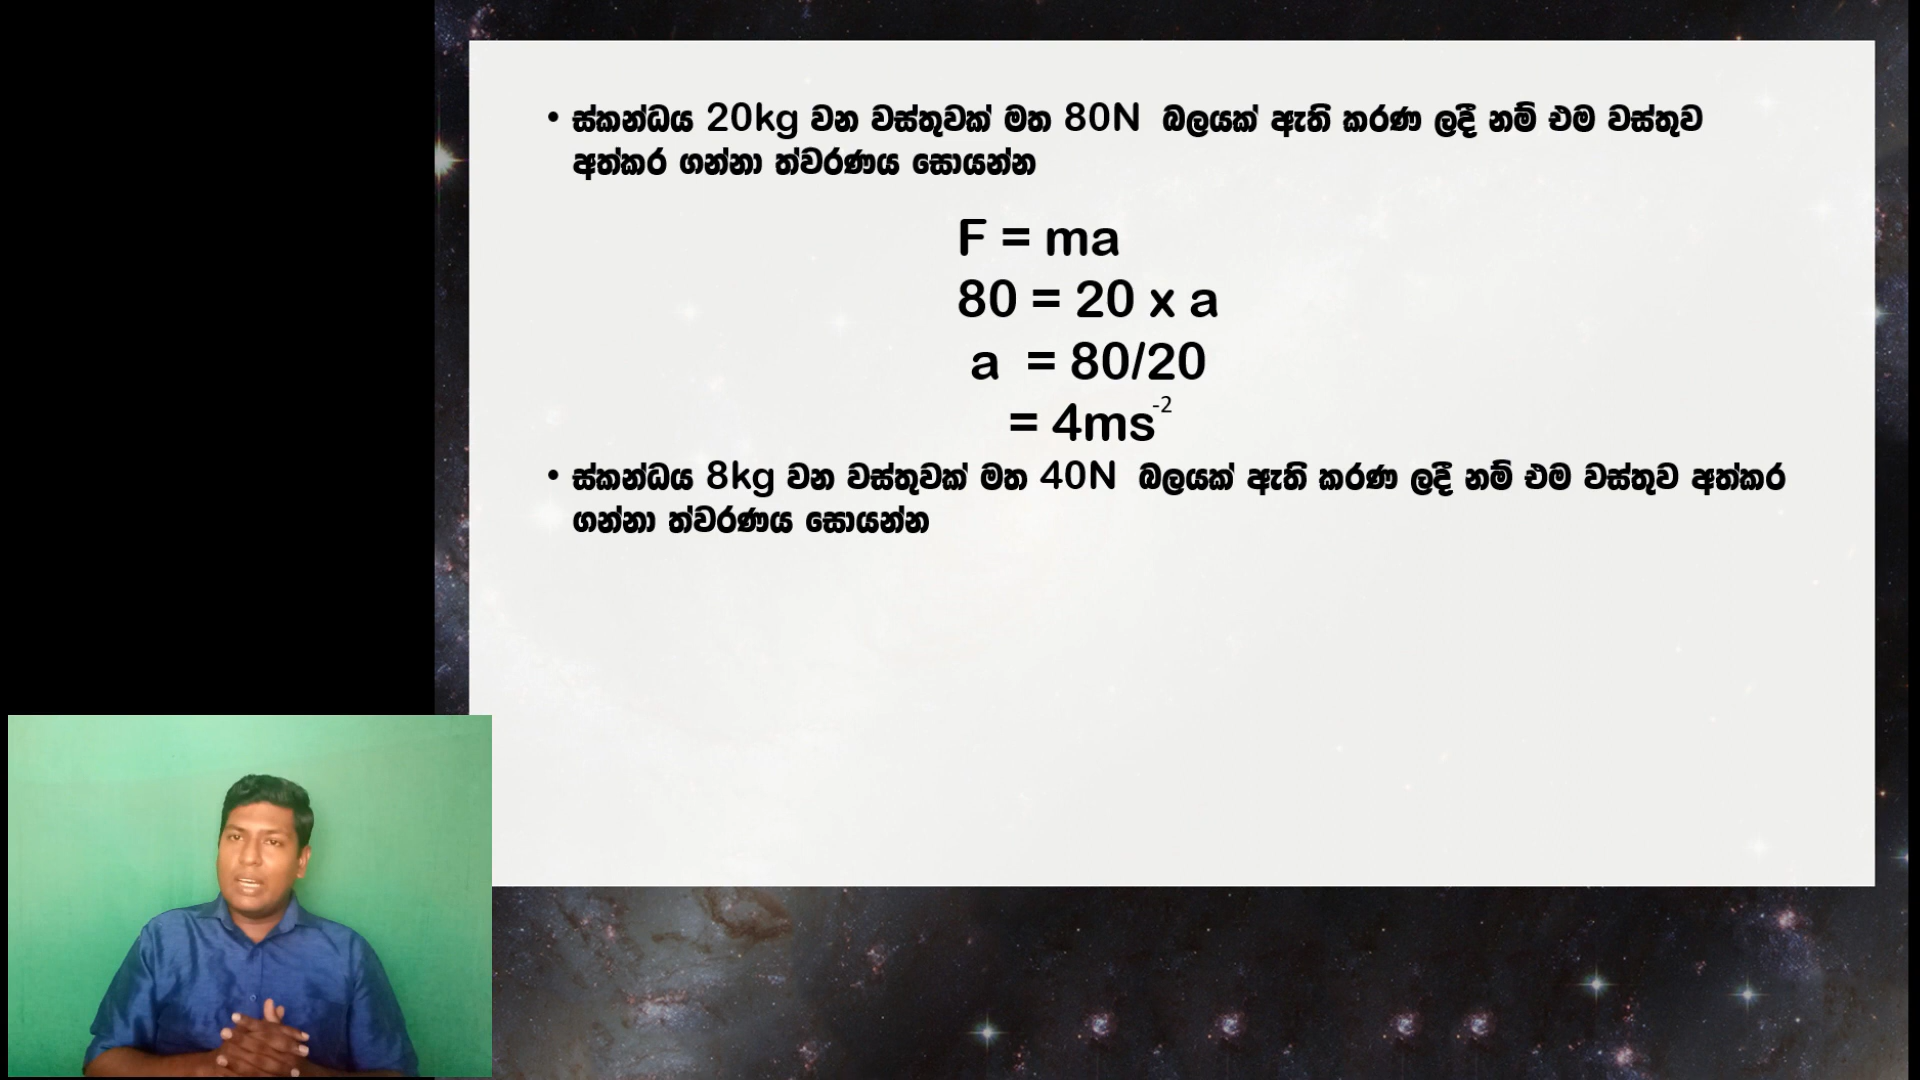 • ස්කන්ධය 20kg වන වස්තුවක් මත 80N බලයක් ඇති කරණ ලදී නම් එම වස්තුව
අත්කර ගන්නා ත්වරණය සොයන්න
F = ma
80 = 20 x a
a = 80/20
= 4ms⁻²
• ස්කන්ධය 8kg වන වස්තුවක් මත 40N බලයක් ඇති කරණ ලදී නම් එම වස්තුව අත්කර
ගන්නා ත්වරණය සොයන්න